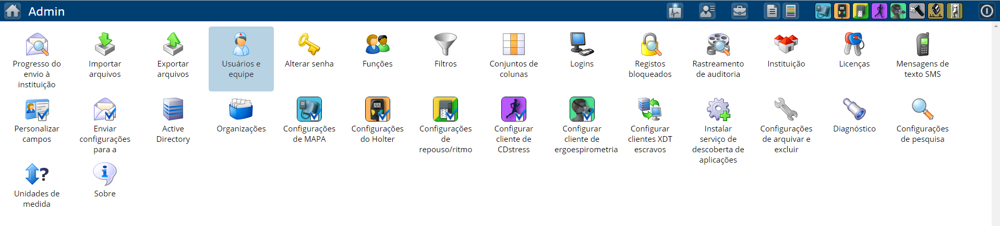 Admin
Progresso do
envio à
instituição
Importar
arquivos
Exportar
arquivos
Usuários e
equipe
Alterar senha
Funções
Filtros
Conjuntos de
colunas
Logins
Registos
bloqueados
Rastreamento
de auditoria
Instituição
Licenças
Mensagens de
texto SMS
Personalizar
campos
Enviar
configurações
para a
Active
Directory
Organizações
Configurações
de MAPA
Configurações
do Holter
Configurações
de
repouso/ritmo
Configurar
cliente de
CDstress
Configurar
cliente de
ergoespirometria
Configurar
clientes XDT
escravos
Instalar
serviço de
descoberta de
aplicações
Configurações
de arquivar e
excluir
Diagnóstico
Configurações
de pesquisa
Unidades de
medida
Sobre